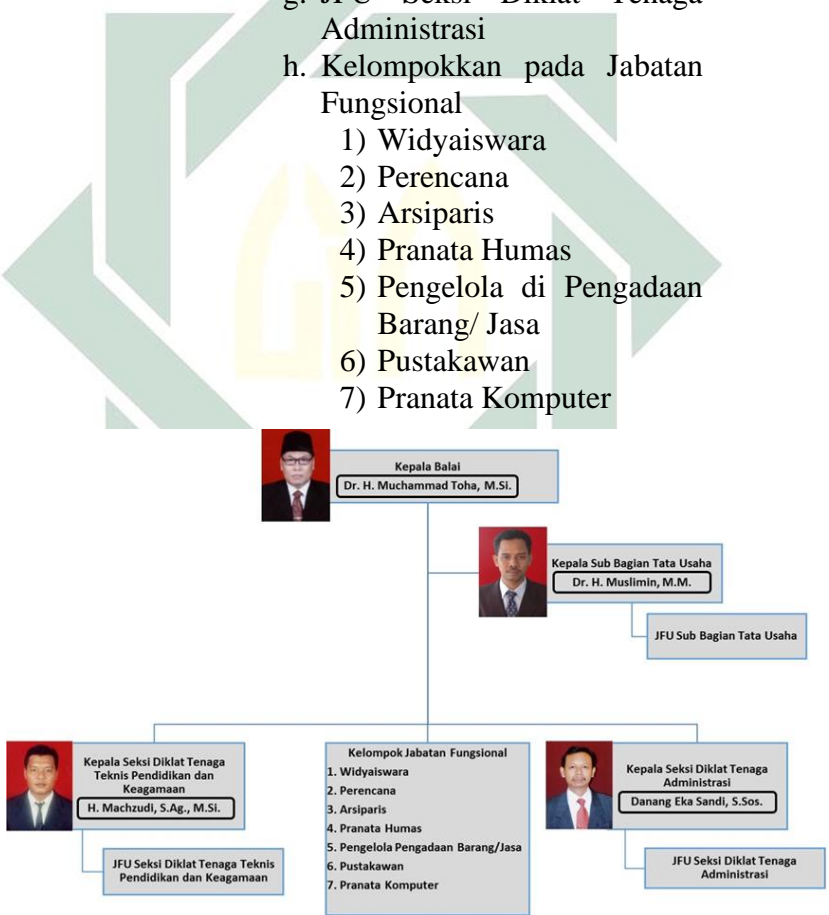 g. JFU Seksi Diklat Tenaga
Administrasi
h. Kelompokkan pada Jabatan
Fungsional
1) Widyaiswara
2) Perencana
3) Arsiparis
4) Pranata Humas
5) Pengelola di Pengadaan
Barang/ Jasa
6) Pustakawan
7) Pranata Komputer
Kepala Balai
Dr. H. Muchammad Toha, M.Si.
Kepala Sub Bagian Tata Usaha
Dr. H. Muslimin, M.M.
JFU Sub Bagian Tata Usaha
Kepala Seksi Diklat Tenaga
Teknis Pendidikan dan
Keagamaan
H. Machzudi, S.Ag., M.Si.
JFU Seksi Diklat Tenaga Teknis
Pendidikan dan Keagamaan
Kelompok Jabatan Fungsional
1. Widyaiswara
2. Perencana
3. Arsiparis
4. Pranata Humas
5. Pengelola Pengadaan Barang/Jasa
6. Pustakawan
7. Pranata Komputer
Kepala Seksi Diklat Tenaga
Administrasi
Danang Eka Sandi, S.Sos.
JFU Seksi Diklat Tenaga
Administrasi